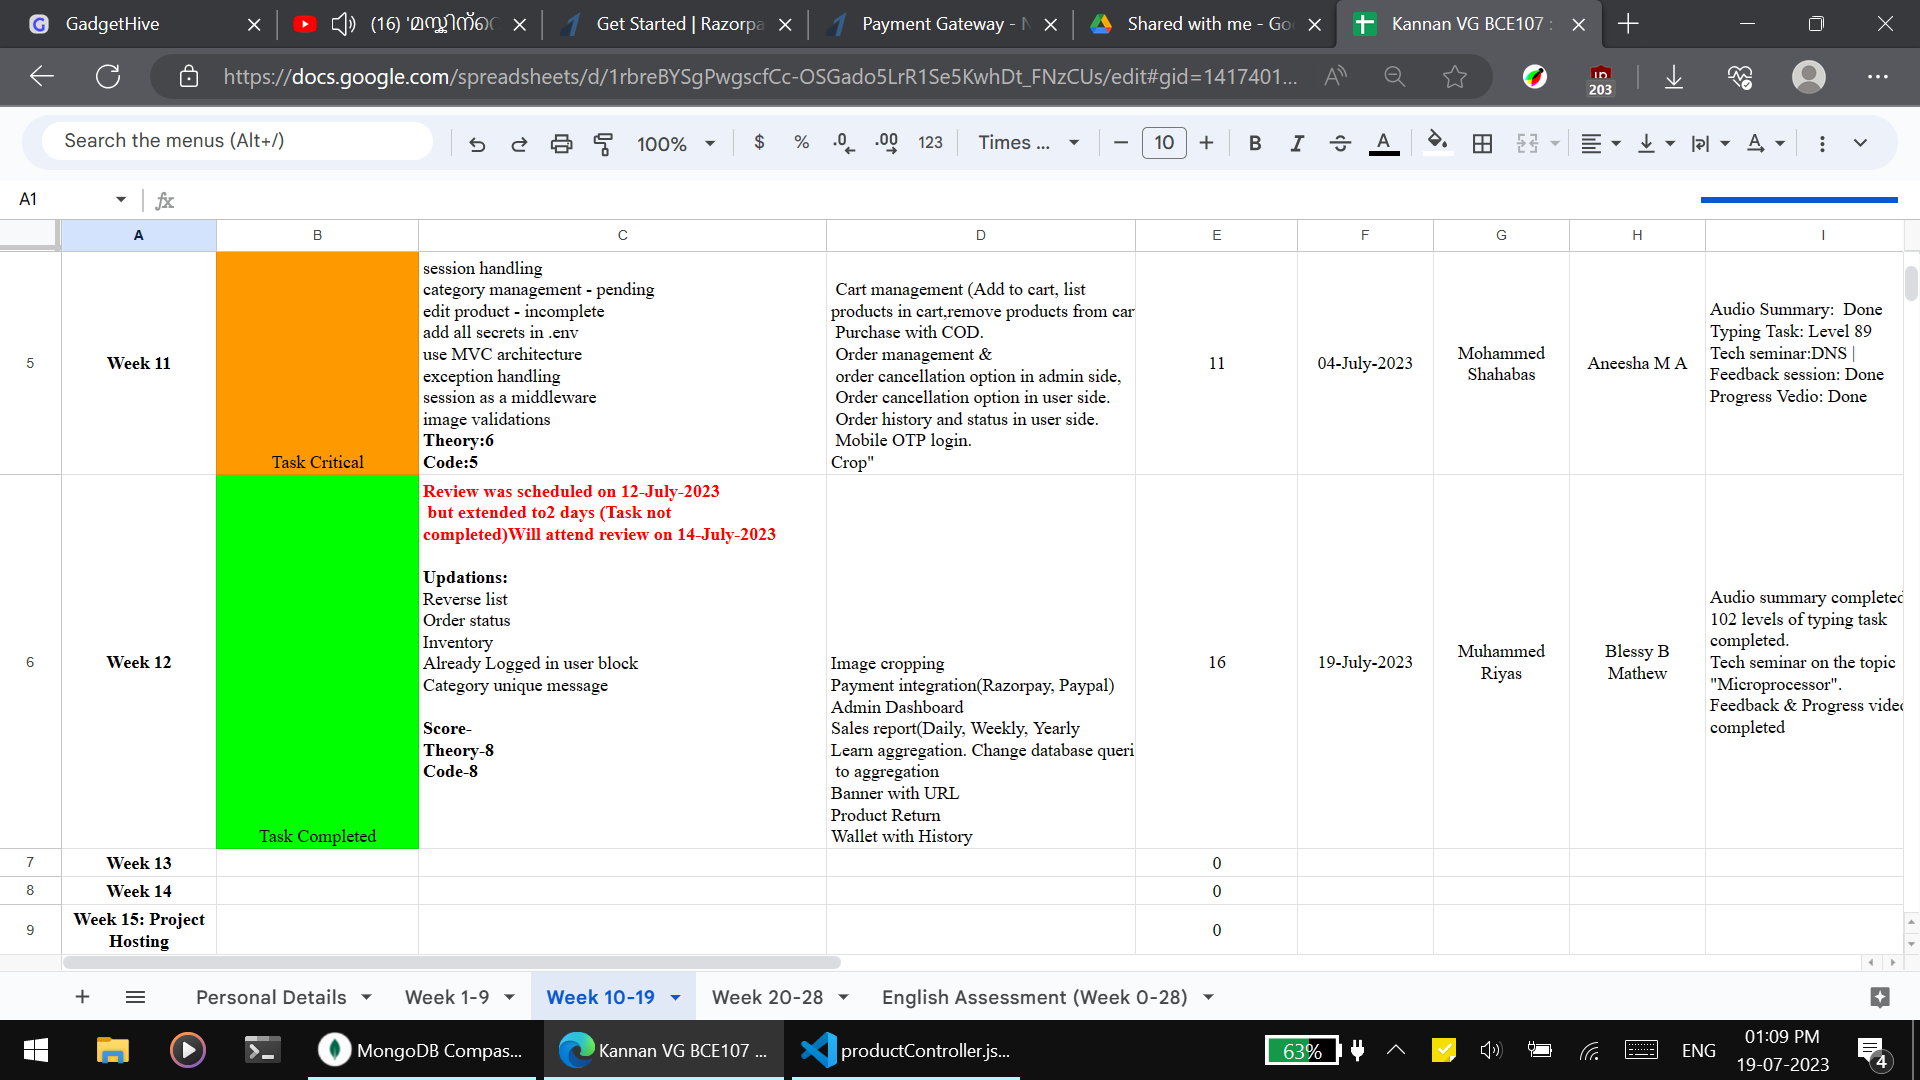 GadgetHive
(16) 'മസ്തിന്റെ
Get Started | Razorpa
Payment Gateway - N
Shared with me - Goo
Kannan VG BCE107 :
https://docs.google.com/spreadsheets/d/1rbreBYSgPwgscfCc-OSGado5LrR1Se5KwhDt_FNzCUs/edit#gid=1417401...
203
Search the menus (Alt+/)
100%
$ % .0 .00 123
Times ...
10
B I A
A1
fx
A B C D E F G H I
5
Week 11
Task Critical
session handling
category management - pending
edit product - incomplete
add all secrets in .env
use MVC architecture
exception handling
session as a middleware
image validations
Theory:6
Code:5
Cart management (Add to cart, list
products in cart,remove products from car
Purchase with COD.
Order management &
order cancellation option in admin side,
Order cancellation option in user side.
Order history and status in user side.
Mobile OTP login.
Crop"
11
04-July-2023
Mohammed
Shahabas
Aneesha M A
Audio Summary:  Done
Typing Task: Level 89
Tech seminar:DNS |
Feedback session: Done
Progress Vedio: Done
6
Week 12
Task Completed
Review was scheduled on 12-July-2023
but extended to2 days (Task not
completed)Will attend review on 14-July-2023
Updations:
Reverse list
Order status
Inventory
Already Logged in user block
Category unique message
Score-
Theory-8
Code-8
Image cropping
Payment integration(Razorpay, Paypal)
Admin Dashboard
Sales report(Daily, Weekly, Yearly
Learn aggregation. Change database queri
to aggregation
Banner with URL
Product Return
Wallet with History
16
19-July-2023
Muhammed
Riyas
Blessy B
Mathew
Audio summary completed
102 levels of typing task
completed.
Tech seminar on the topic
"Microprocessor".
Feedback & Progress video
completed
7
Week 13
0
8
Week 14
0
9
Week 15: Project
Hosting
0
Personal Details
Week 1-9
Week 10-19
Week 20-28
English Assessment (Week 0-28)
MongoDB Compas...
Kannan VG BCE107 ...
productController.js...
63%
ENG
01:09 PM
19-07-2023
4